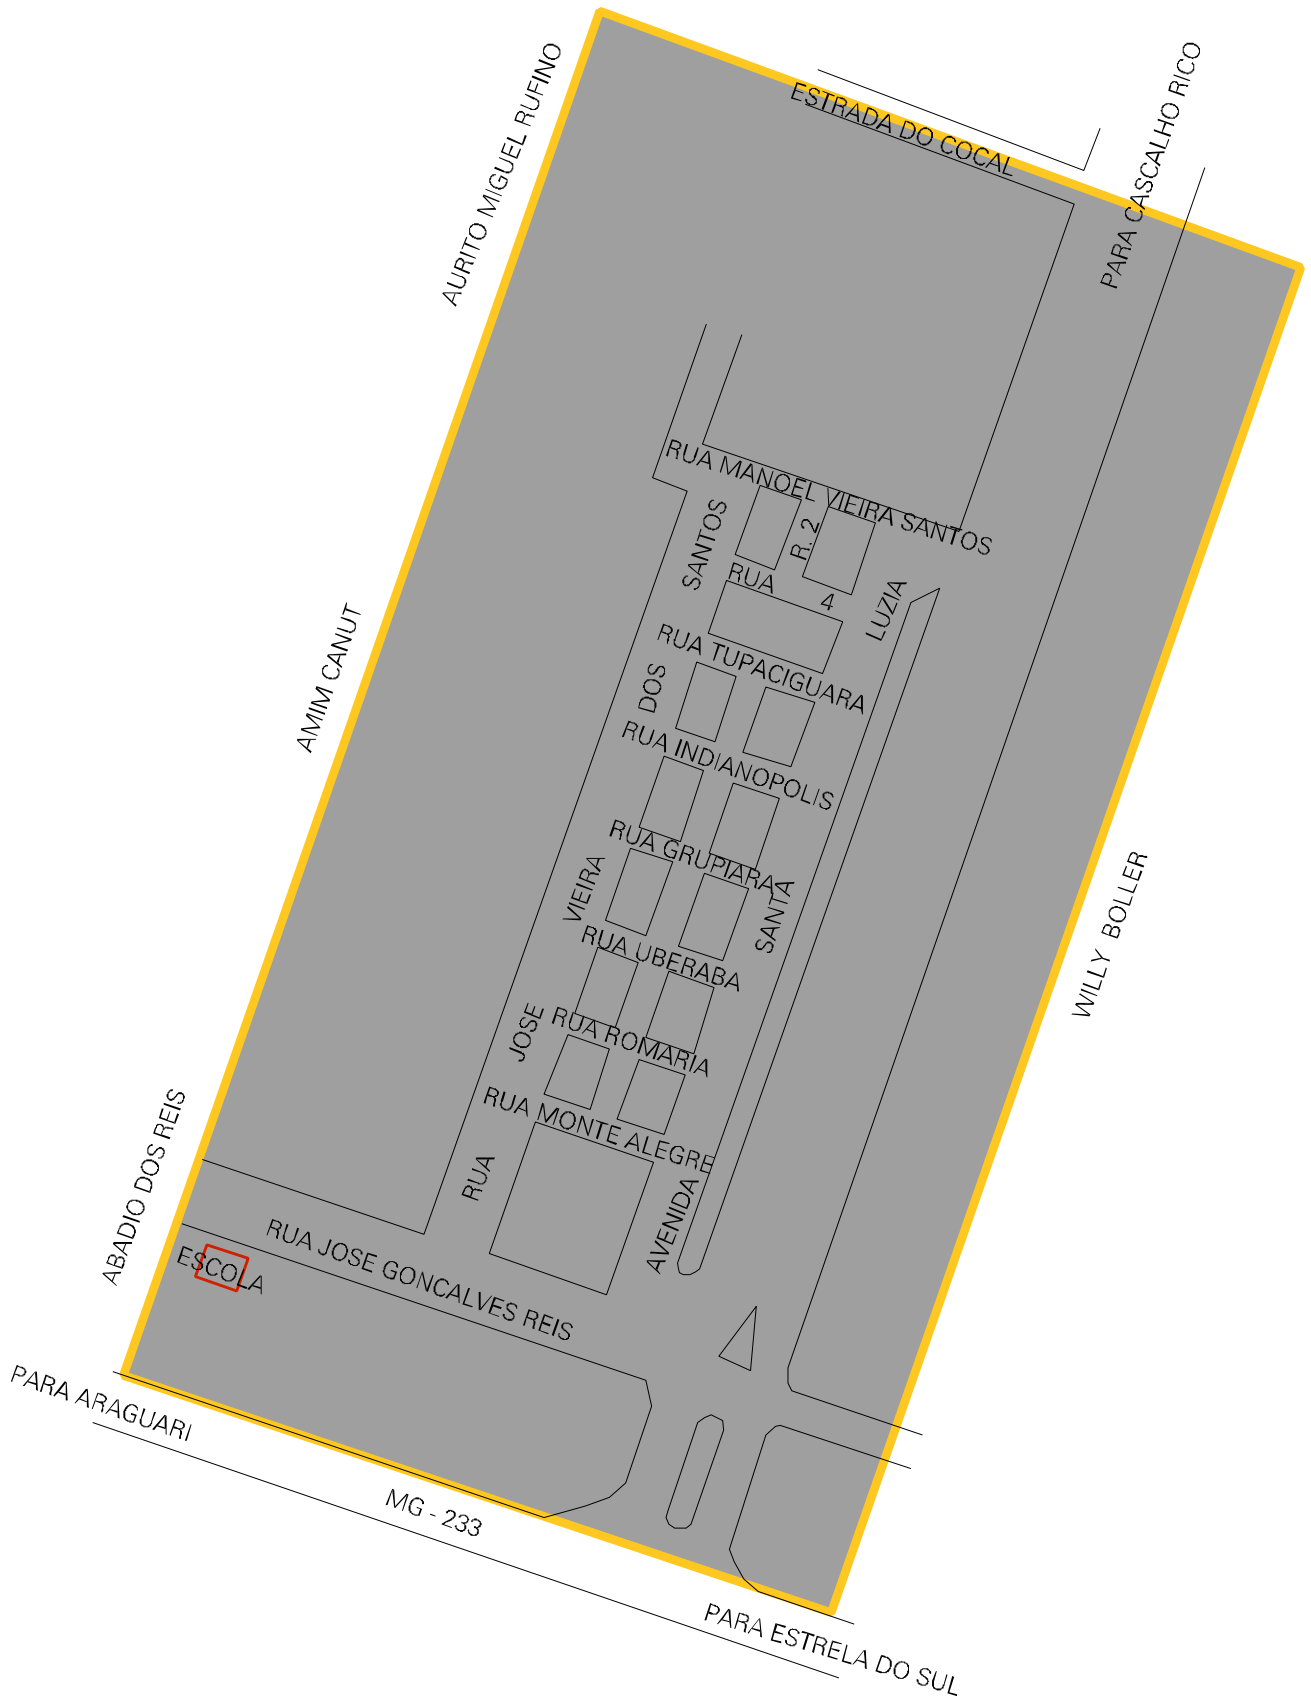 AURITO MIGUEL RUFINO
ESTRADA DO COCAL
PARA CASCALHO RICO
RUA MANOEL VIEIRA SANTOS
SANTOS
R. 2
RUA 4
LUZIA
AMIM CANUT
RUA TUPACIGUARA
DOS
RUA INDIANOPOLIS
RUA GRUPIARA
VIEIRA
SANTA
WILLY BOLLER
RUA UBERABA
JOSE
RUA ROMARIA
RUA MONTE ALEGRE
ABADIO DOS REIS
RUA
AVENIDA
RUA JOSE GONCALVES REIS
ESCOLA
PARA ARAGUARI
MG - 233
PARA ESTRELA DO SUL